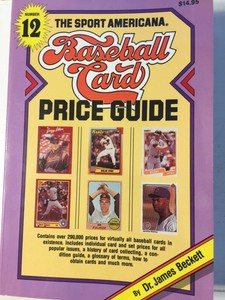 $14.95
NUMBER
12
THE SPORT AMERICANA®
Baseball
Card
PRICE GUIDE
Contains over 290,000 prices for virtually all baseball cards in
existence. Includes individual card and set prices for all
popular issues, a history of card collecting, a con-
dition guide, a glossary of terms, how to
obtain cards and much more.
By Dr. James Beckett